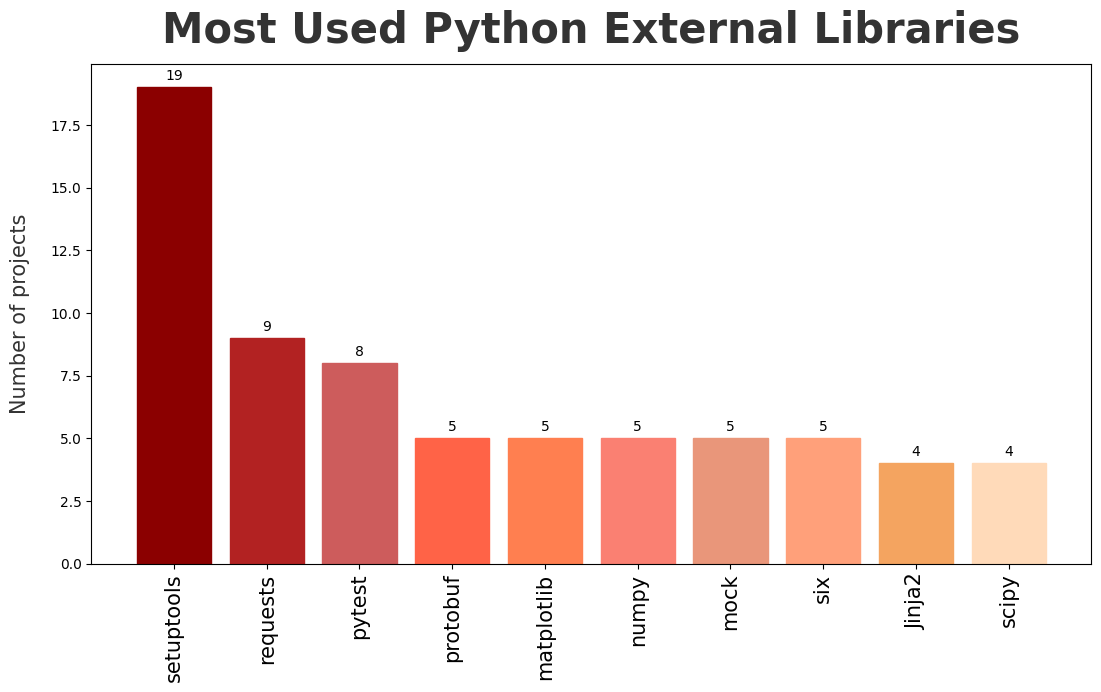 Most Used Python External Libraries
Number of projects
17.5
15.0
12.5
10.0
7.5
5.0
2.5
0.0
19
9
8
5
5
5
5
5
4
4
setuptools
requests
pytest
protobuf
matplotlib
numpy
mock
six
Jinja2
scipy